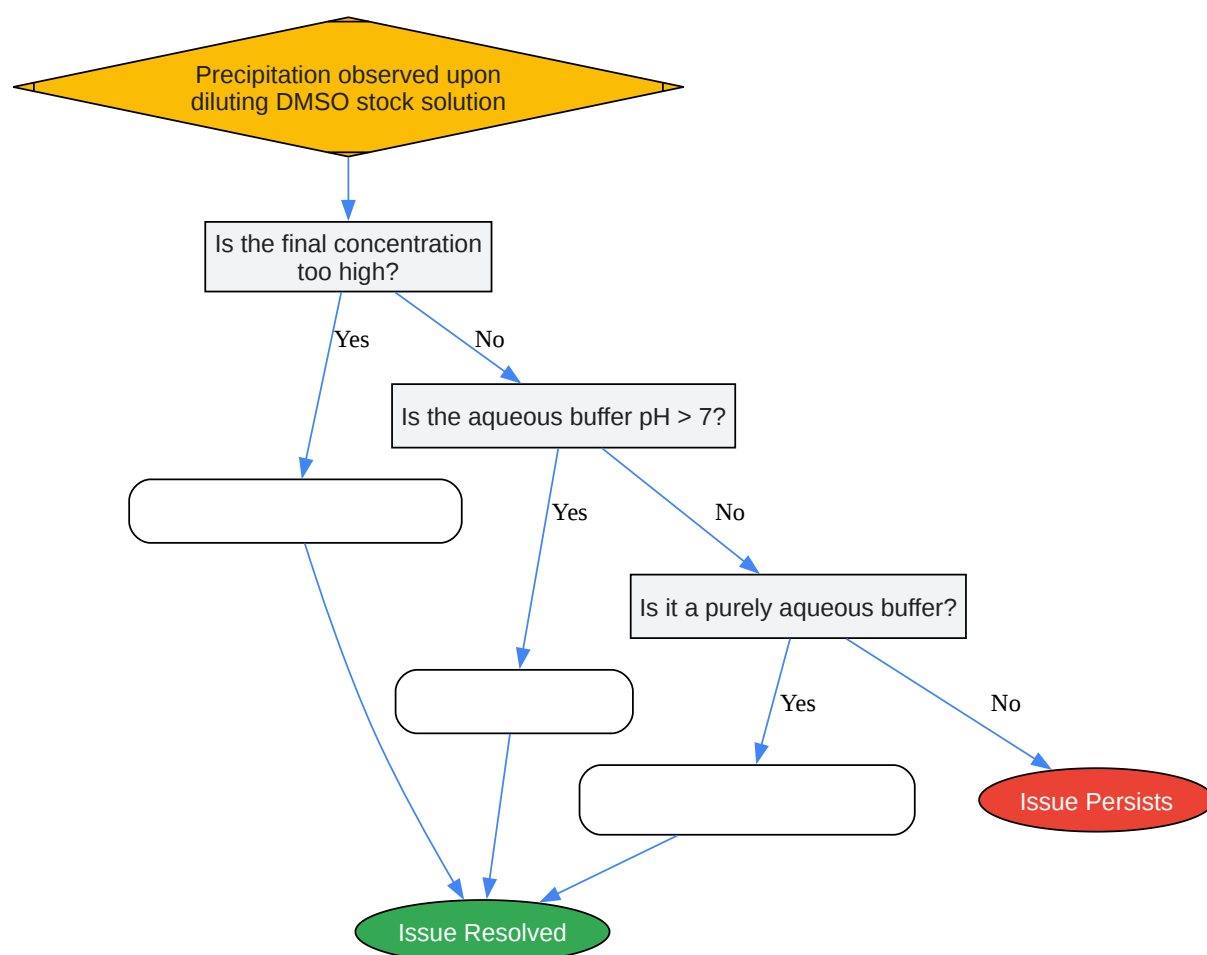 Precipitation observed upon
diluting DMSO stock solution
Is the final concentration
too high?
Yes
No
Is the aqueous buffer pH > 7?
Yes
No
Is it a purely aqueous buffer?
Yes
No
Issue Persists
Issue Resolved